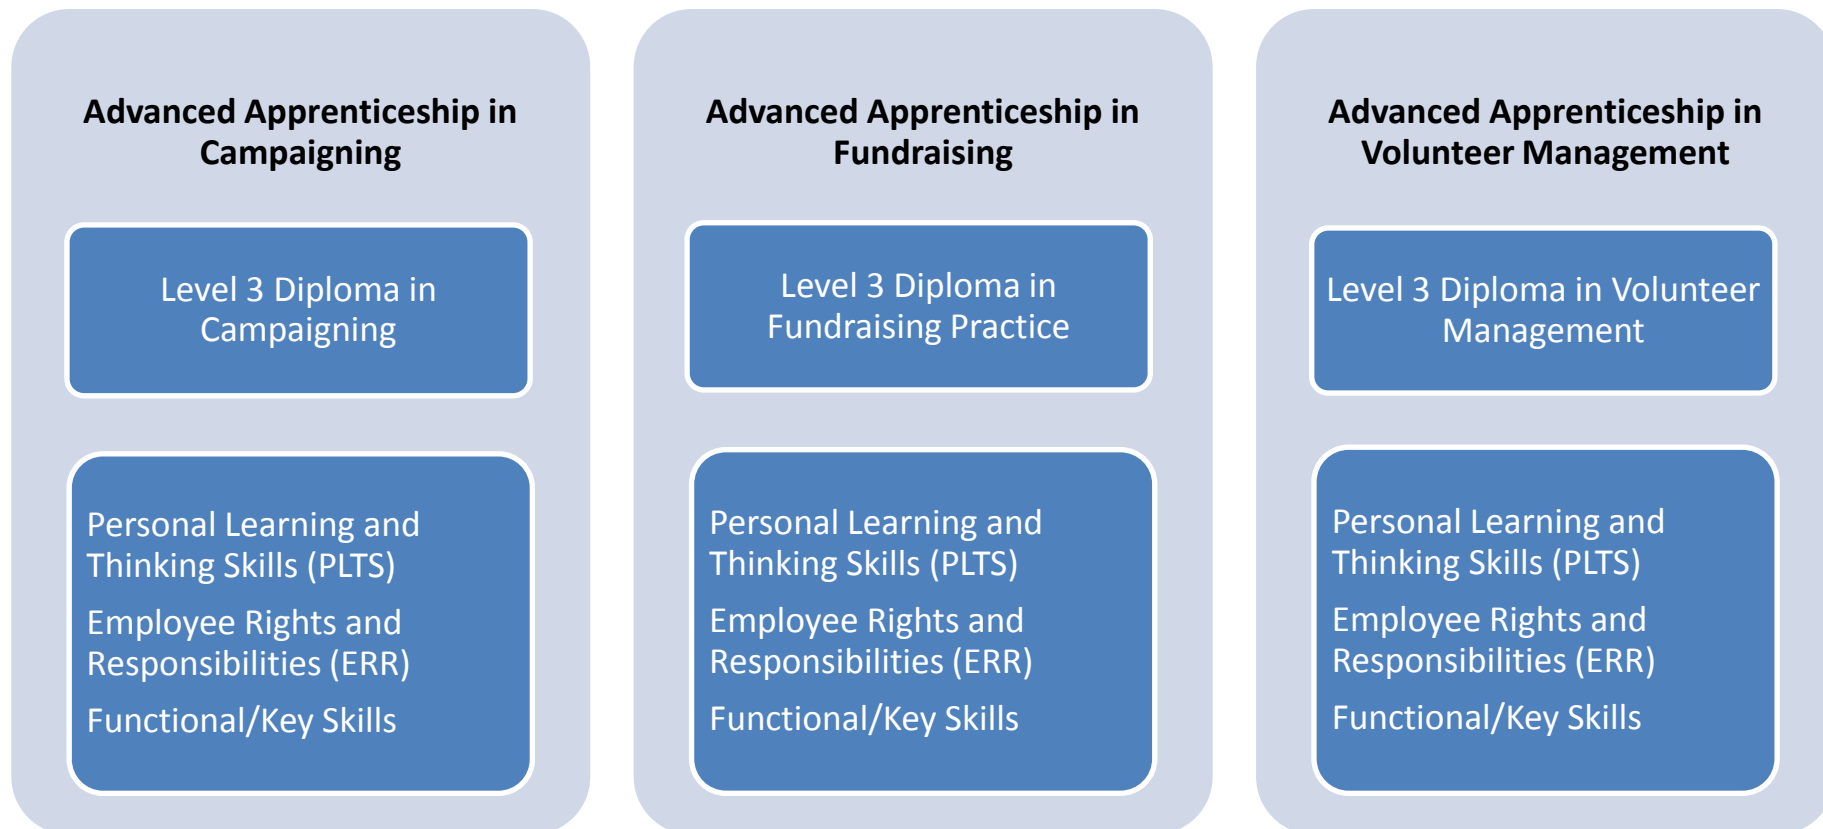 Advanced Apprenticeship in
Campaigning
Level 3 Diploma in
Campaigning
Personal Learning and
Thinking Skills (PLTS)
Employee Rights and
Responsibilities (ERR)
Functional/Key Skills
Advanced Apprenticeship in
Fundraising
Level 3 Diploma in
Fundraising Practice
Personal Learning and
Thinking Skills (PLTS)
Employee Rights and
Responsibilities (ERR)
Functional/Key Skills
Advanced Apprenticeship in
Volunteer Management
Level 3 Diploma in Volunteer
Management
Personal Learning and
Thinking Skills (PLTS)
Employee Rights and
Responsibilities (ERR)
Functional/Key Skills